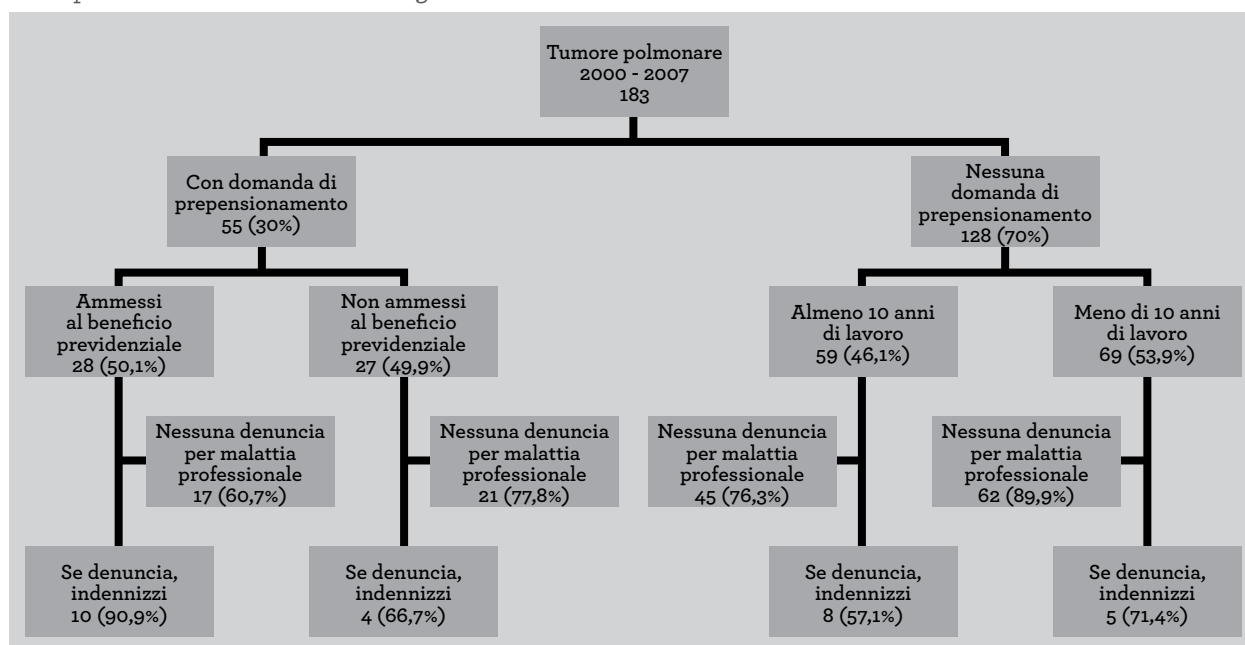 Tumore polmonare
2000 - 2007
183
Con domanda di
prepensionamento
55 (30%)
Nessuna
domanda di
prepensionamento
128 (70%)
Ammessi
al beneficio
previdenziale
28 (50,1%)
Non ammessi
al beneficio
previdenziale
27 (49,9%)
Almeno 10 anni
di lavoro
59 (46,1%)
Meno di 10 anni
di lavoro
69 (53,9%)
Nessuna denuncia
per malattia
professionale
17 (60,7%)
Nessuna denuncia
per malattia
professionale
21 (77,8%)
Nessuna denuncia
per malattia
professionale
45 (76,3%)
Nessuna denuncia
per malattia
professionale
62 (89,9%)
Se denuncia,
indennizzi
10 (90,9%)
Se denuncia,
indennizzi
4 (66,7%)
Se denuncia,
indennizzi
8 (57,1%)
Se denuncia,
indennizzi
5 (71,4%)